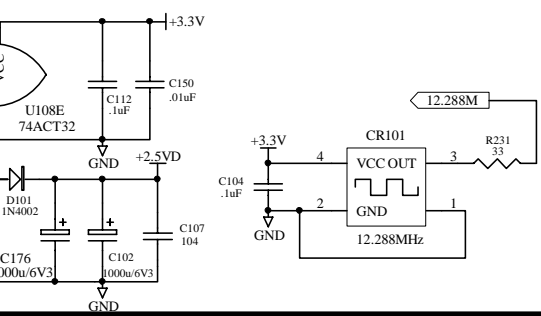 +3.3V
VCC
C150
.01uF
C112
.1uF
U108E
74ACT32
GND
12.288M
+3.3V
CR101
R231
33
+2.5VD
4
VCC OUT
3
C104
.1uF
D101
1N4002
2
GND
1
GND
12.288MHz
C107
104
+
+
C176
000u/6V3
C102
1000u/6V3
GND